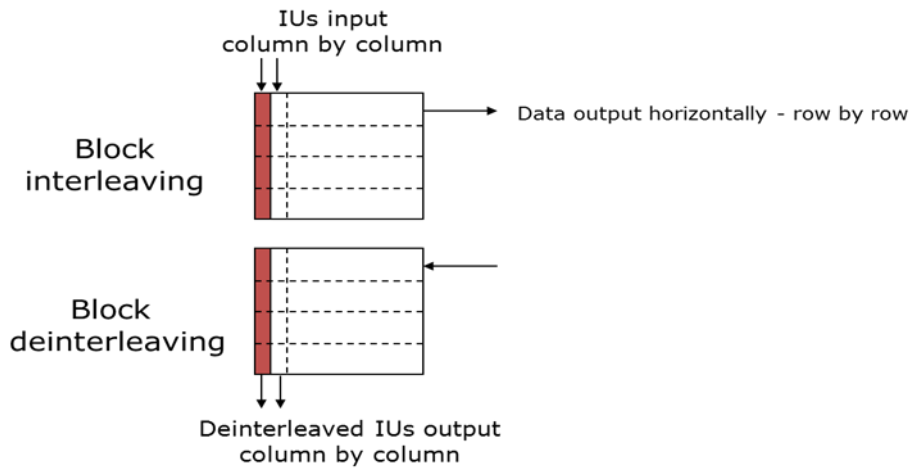 IUs input
column by column
Data output horizontally - row by row
Block
interleaving
Block
deinterleaving
Deinterleaved IUs output
column by column